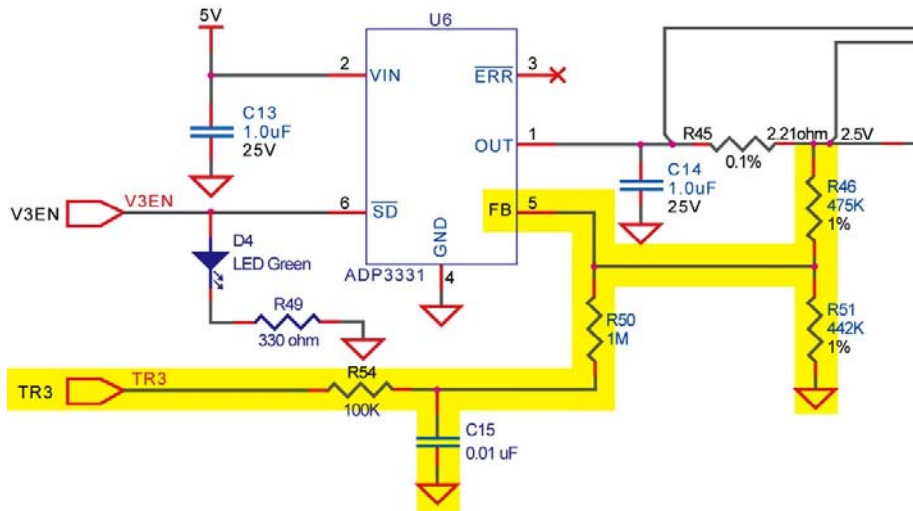 5V
U6
2
VIN
ERR
3
C13
1.0uF
25V
OUT
1
R45
2.21ohm
2.5V
0.1%
C14
1.0uF
25V
R46
475K
1%
V3EN
V3EN
6
SD
FB
5
GND
D4
LED Green
ADP3331
4
R49
330 ohm
R50
1M
R51
442K
1%
TR3
TR3
R54
100K
C15
0.01 uF